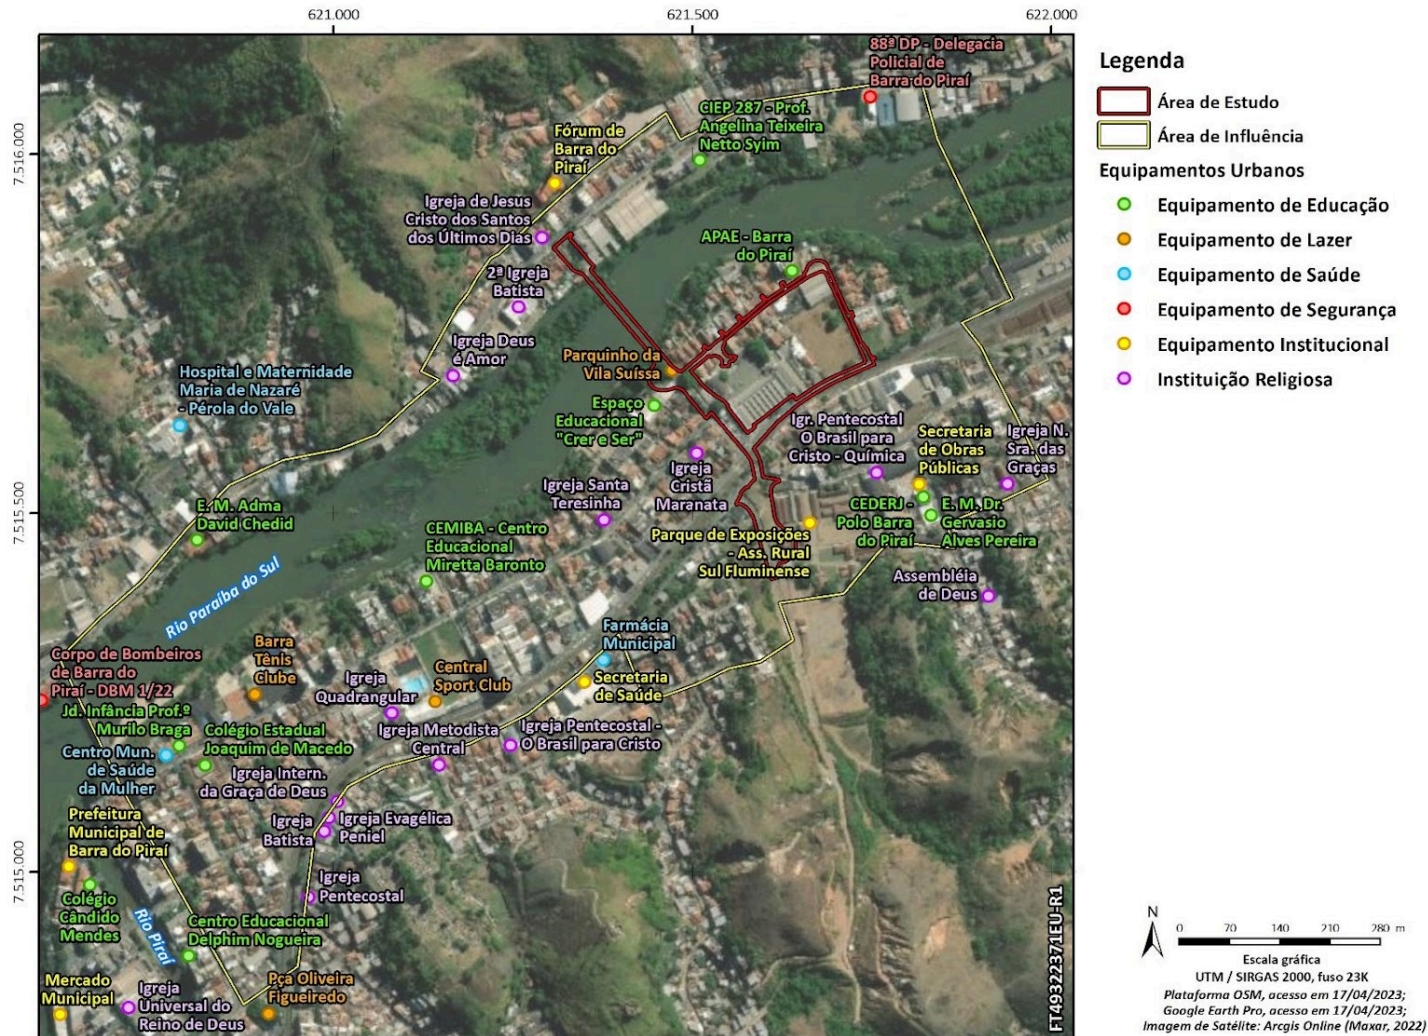 621.000
621.500
622.000
7.516.000
7.515.500
7.515.000
88ª DP - Delegacia
Policial de
Barra do Piraí
CIEP 287 - Prof.
Angelina Teixeira
Netto Syim
Fórum de
Barra do
Piraí
Igreja de Jesus
Cristo dos Santos
dos Últimos Dias
APAE - Barra
do Piraí
2ª Igreja
Batista
Igreja Deus
é Amor
Parquinho da
Vila Suíssa
Hospital e Maternidade
Maria de Nazaré
- Pérola do Vale
Espaço
Educacional
"Crer e Ser"
Igr. Pentecostal
O Brasil para
Cristo - Química
Secretaria
de Obras
Públicas
Igreja N.
Sra. das
Graças
Igreja
Cristã
Maranata
Igreja Santa
Teresinha
E. M. Adma
David Chedid
CEMIBA - Centro
Educacional
Miretta Baronto
Parque de Exposições
- Ass. Rural
Sul Fluminense
CEDERJ -
Polo Barra
do Piraí
E. M. Dr.
Gervasio
Alves Pereira
Assembléia
de Deus
Rio Paraíba do Sul
Farmácia
Municipal
Corpo de Bombeiros
de Barra do
Piraí - DBM 1/22
Barra
Tênis
Clube
Igreja
Quadrangular
Central
Sport Club
Secretaria
de Saúde
Jd. Infância Prof.º
Murilo Braga
Colégio Estadual
Joaquim de Macedo
Igreja Metodista
Central
Igreja Pentecostal -
O Brasil para Cristo
Centro Mun.
de Saúde
da Mulher
Igreja Intern.
da Graça de Deus
Prefeitura
Municipal de
Barra do Piraí
Igreja
Batista
Igreja Evagélica
Peniel
Igreja
Pentecostal
Colégio
Cândido
Mendes
Rio Piraí
Centro Educacional
Delphim Nogueira
Mercado
Municipal
Igreja
Universal do
Reino de Deus
Pça Oliveira
Figueiredo
FT49322371EU-R1
Legenda
Área de Estudo
Área de Influência
Equipamentos Urbanos
Equipamento de Educação
Equipamento de Lazer
Equipamento de Saúde
Equipamento de Segurança
Equipamento Institucional
Instituição Religiosa
N
0 70 140 210 280 m
Escala gráfica
UTM / SIRGAS 2000, fuso 23K
Plataforma OSM, acesso em 17/04/2023;
Google Earth Pro, acesso em 17/04/2023;
Imagem de Satélite: Arcgis Online (Maxar, 2022)